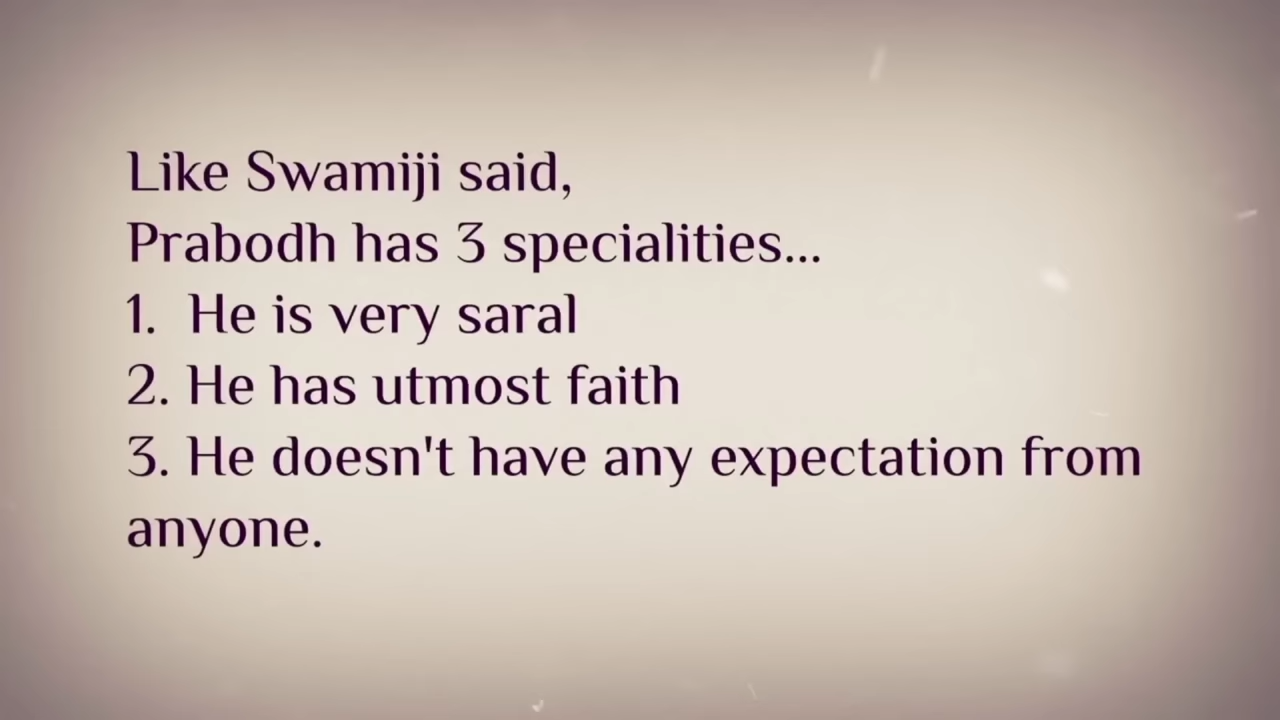 Like Swamiji said,
Prabodh has 3 specialities...
1.  He is very saral
2. He has utmost faith
3. He doesn't have any expectation from
anyone.